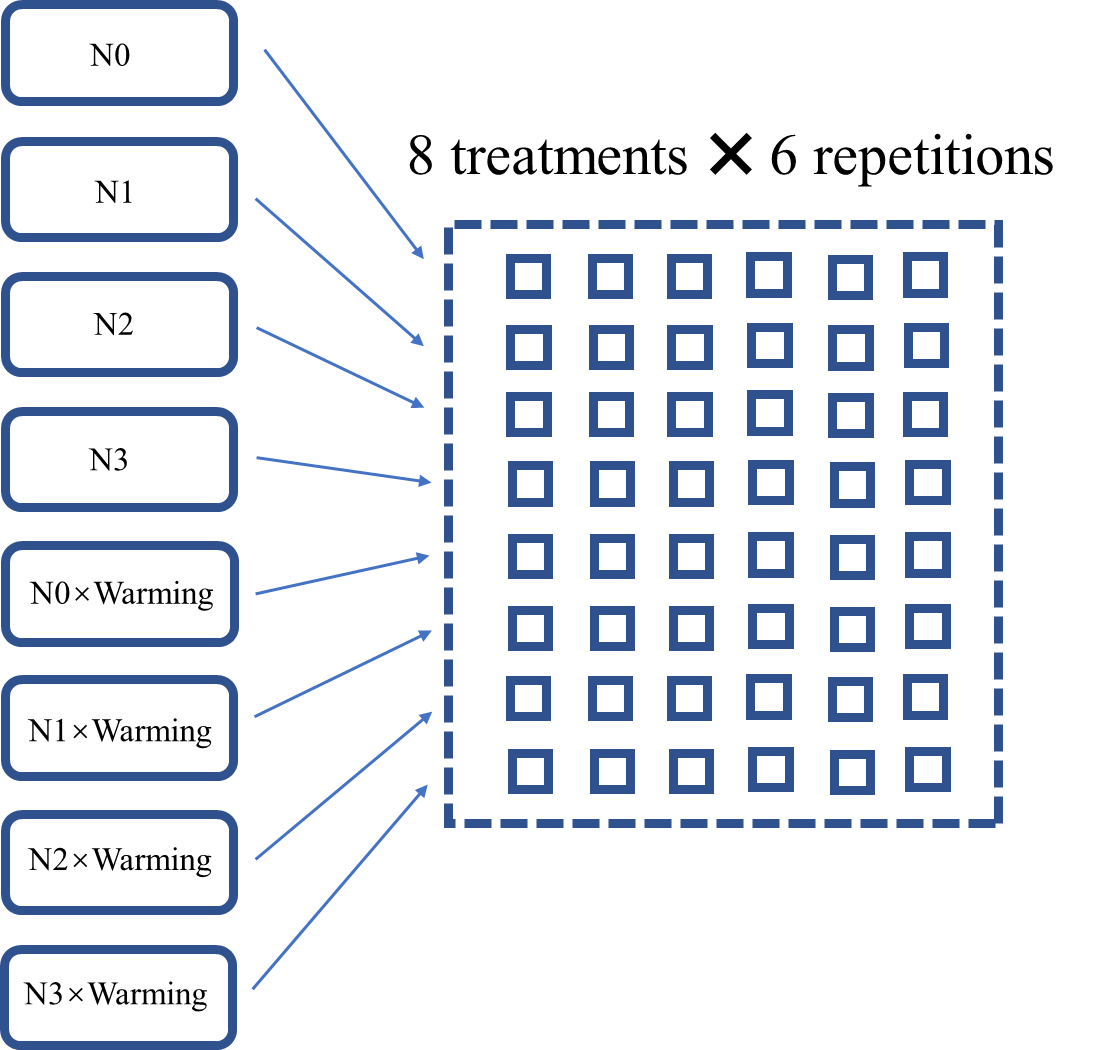 N0
N1
8 treatments ✕ 6 repetitions
N2
N3
N0×Warming
N1×Warming
N2×Warming
N3×Warming